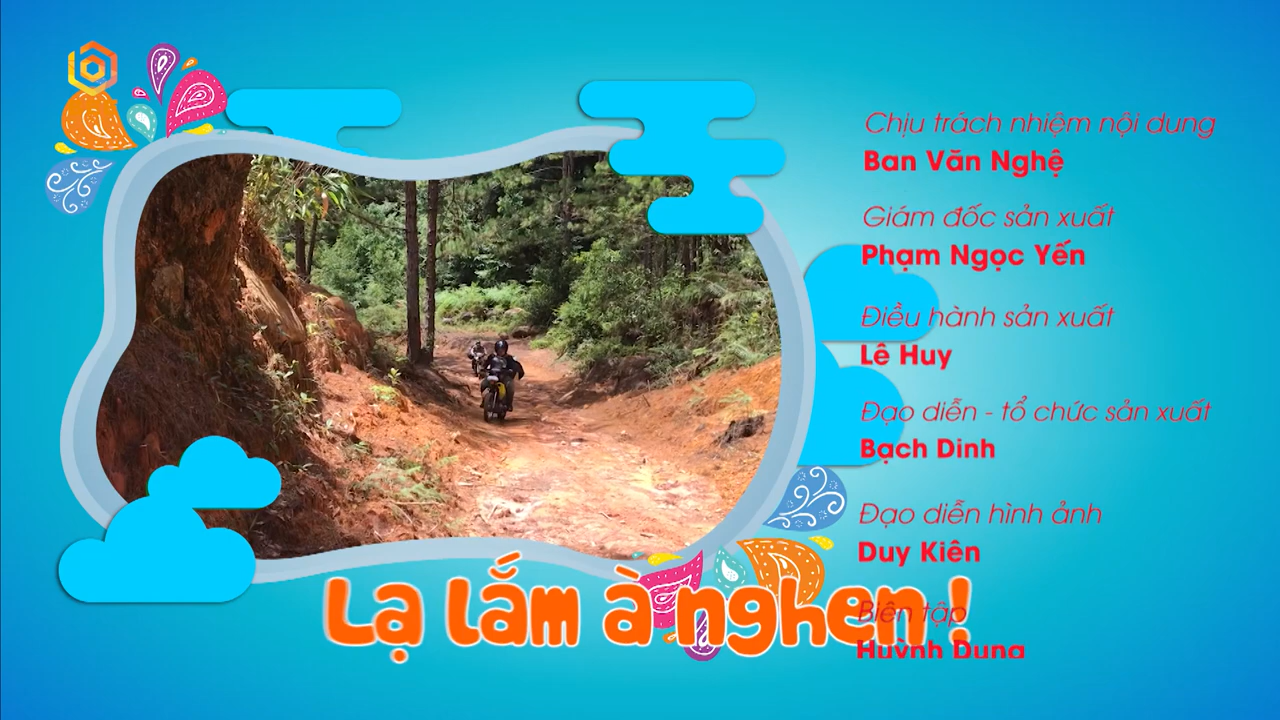 Chịu trách nhiệm nội dung
Ban Văn Nghệ
Giám đốc sản xuất
Phạm Ngọc Yến
Điều hành sản xuất
Lê Huy
Đạo diễn - tổ chức sản xuất
Bạch Dinh
Đạo diễn hình ảnh
Duy Kiên
Biên tập
Huỳnh Dung
Lạ lắm à nghen !